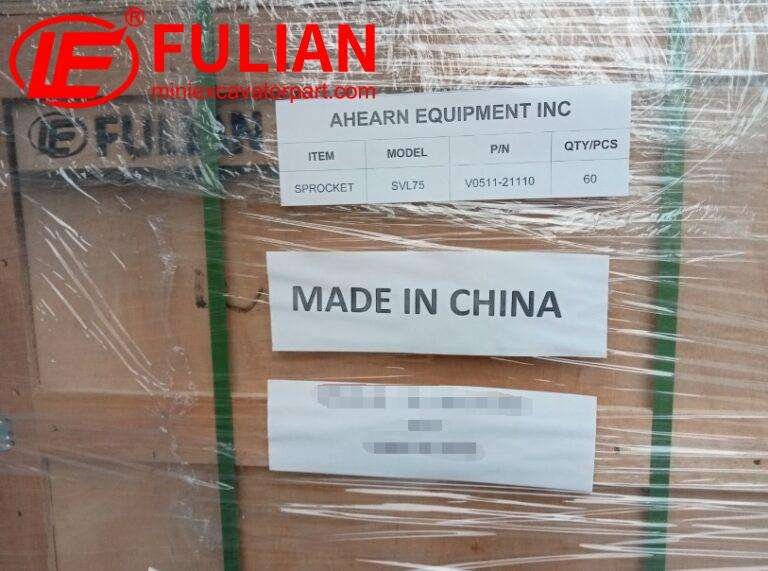 FULIAN
miniexcavatorpart.com
FULIAN
AHEARN EQUIPMENT INC
ITEM MODEL P/N QTY/PCS
SPROCKET SVL75 V0511-21110 60
MADE IN CHINA